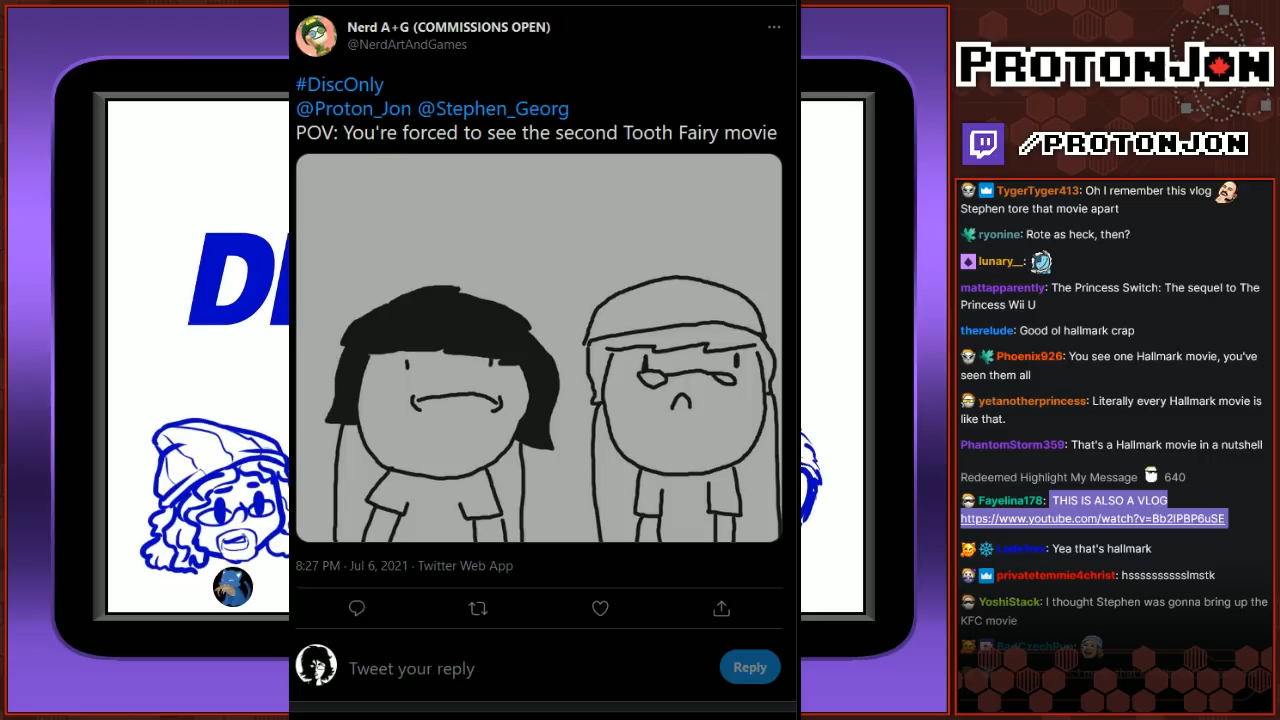 Nerd A+G (COMMISSIONS OPEN)
@NerdArtAndGames
#DiscOnly
@Proton_Jon @Stephen_Georg
POV: You're forced to see the second Tooth Fairy movie
8:27 PM · Jul 6, 2021 · Twitter Web App
Tweet your reply
Reply
PROTONJON
/PROTONJON
TygerTyger413: Oh I remember this vlog
Stephen tore that movie apart
ryonine: Rote as heck, then?
lunary__:
mattapparently: The Princess Switch: The sequel to The
Princess Wii U
therelude: Good ol hallmark crap
Phoenix926: You see one Hallmark movie, you've
seen them all
yetanotherprincess: Literally every Hallmark movie is
like that.
PhantomStorm359: That's a Hallmark movie in a nutshell
Redeemed Highlight My Message 640
Fayelina178: THIS IS ALSO A VLOG
https://www.youtube.com/watch?v=Bb2IPBP6uSE
Yea that's hallmark
privatetemmie4christ: hssssssssslmstk
YoshiStack: I thought Stephen was gonna bring up the
KFC movie